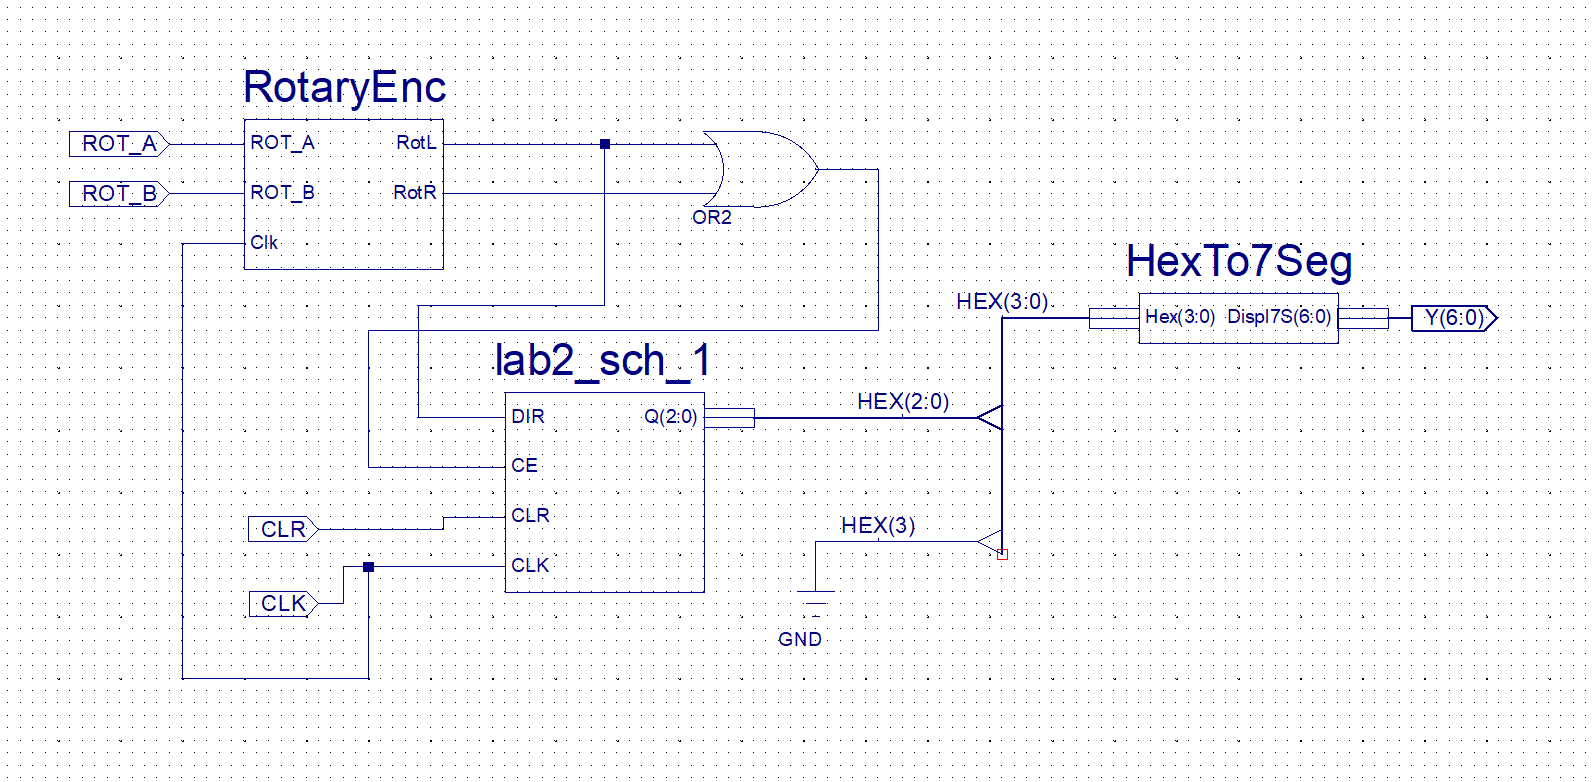 RotaryEnc
ROT_A
ROT_A
RotL
ROT_B
ROT_B
RotR
Clk
OR2
HexTo7Seg
HEX(3:0)
Hex(3:0)
Displ7S(6:0)
Y(6:0)
lab2_sch_1
DIR
Q(2:0)
HEX(2:0)
CE
CLR
CLR
HEX(3)
CLK
CLK
GND